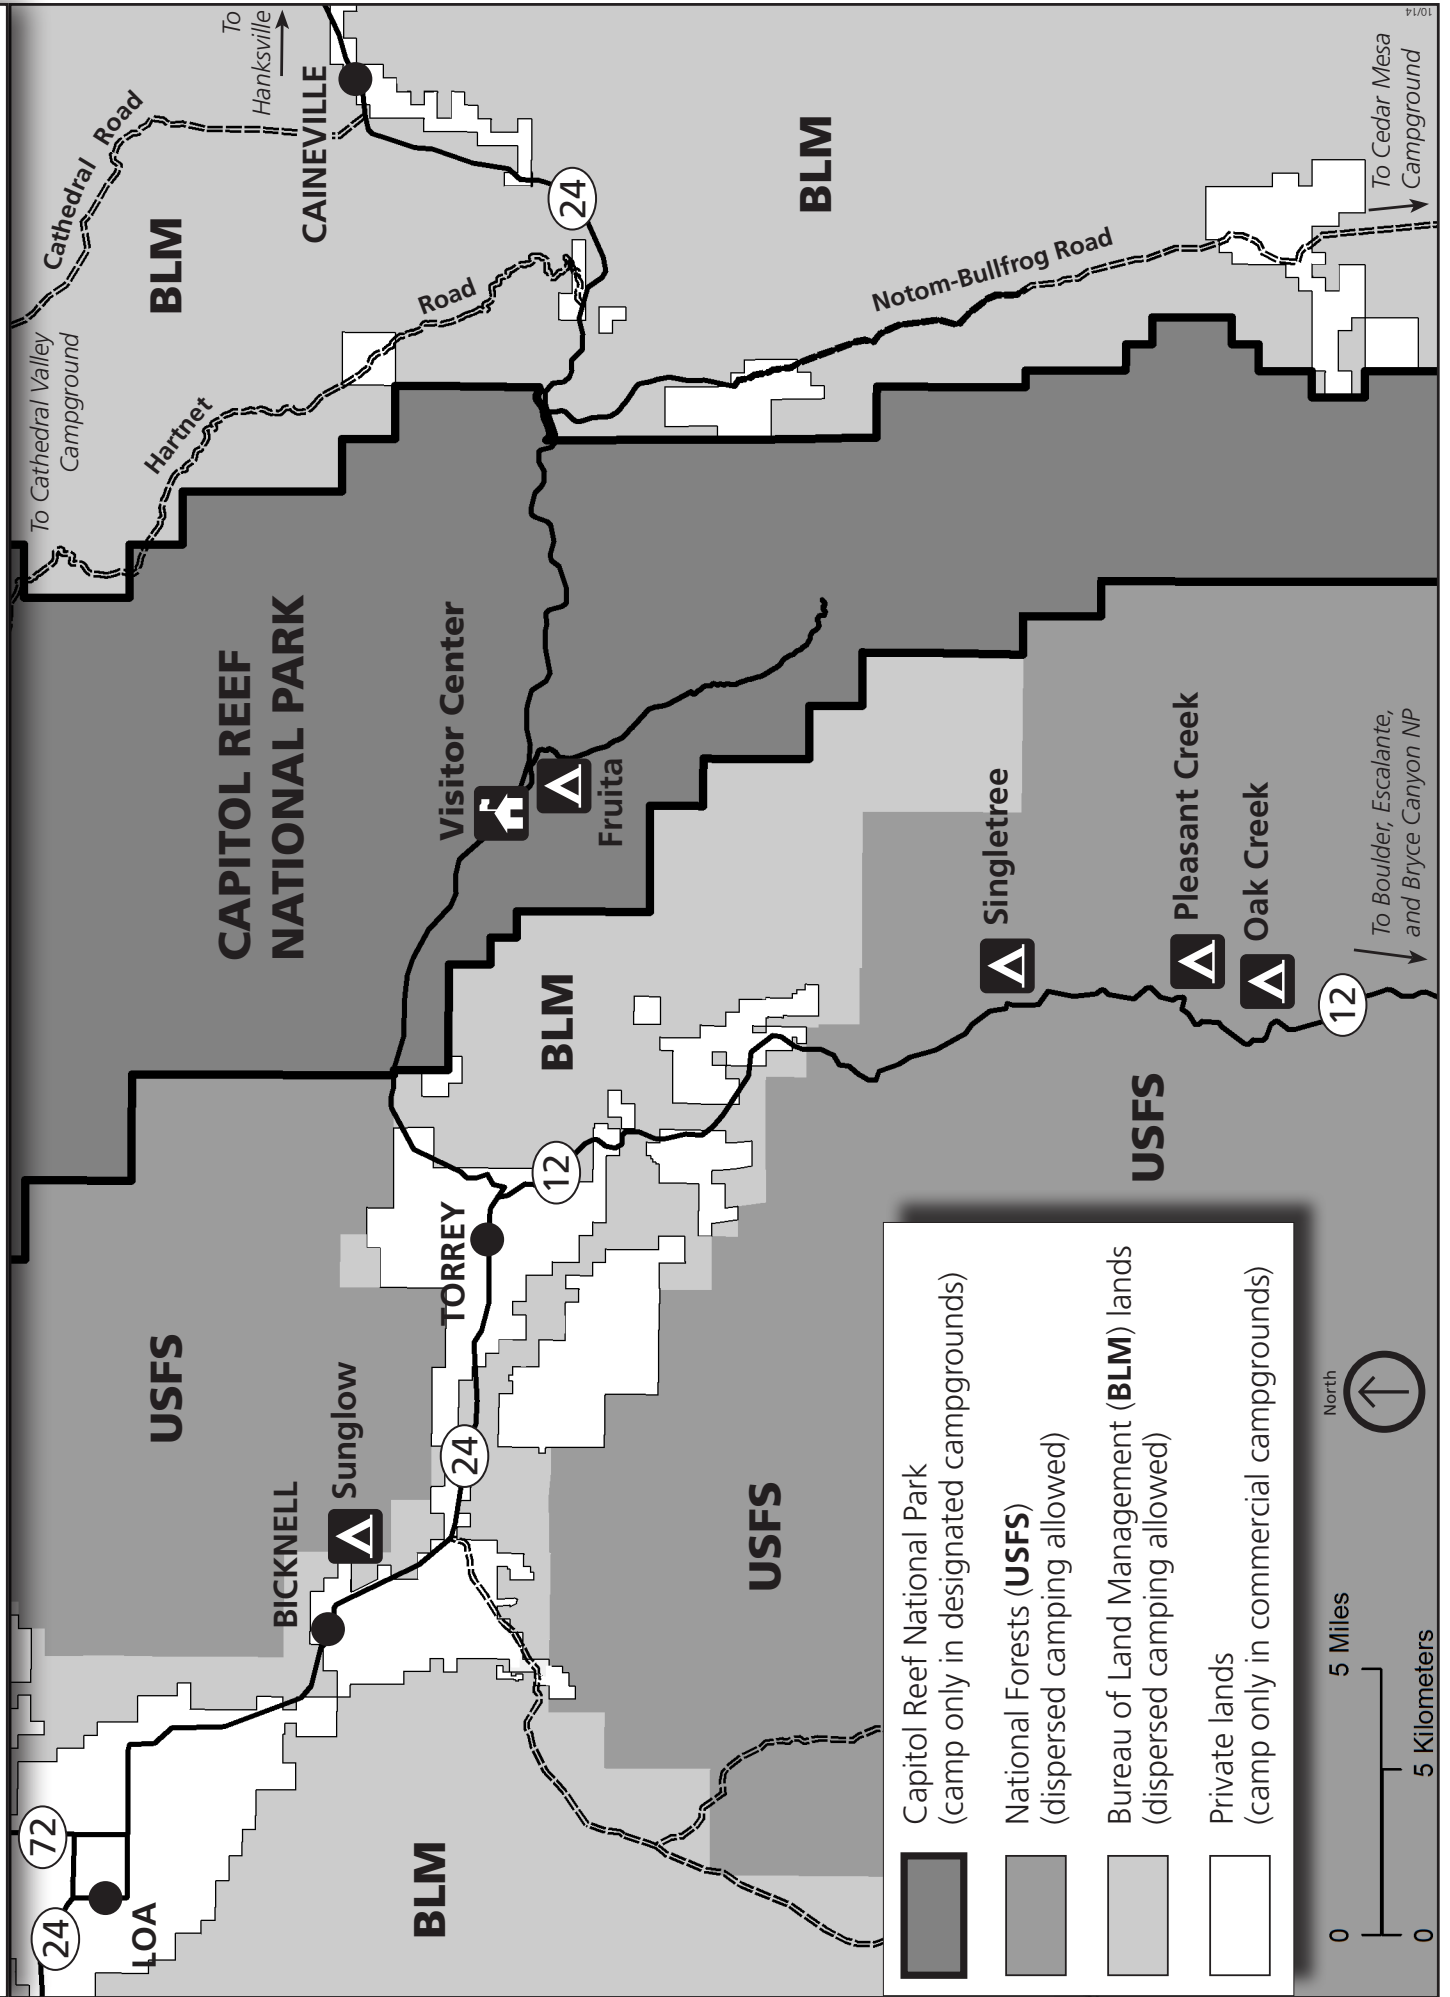 24
72
LOA
BICKNELL
Sunglow
USFS
CAPITOL REEF
NATIONAL PARK
To Cathedral Valley
Campground
Hartnet
Road
Cathedral
Road
BLM
To
Hanksville
CAINEVILLE
BLM
24
TORREY
12
BLM
Visitor Center
Fruita
24
USFS
Singletree
Pleasant Creek
Oak Creek
12
USFS
To Boulder, Escalante,
and Bryce Canyon NP
Notom-Bullfrog Road
BLM
To Cedar Mesa
Campground
Capitol Reef National Park
(camp only in designated campgrounds)
National Forests (USFS)
(dispersed camping allowed)
Bureau of Land Management (BLM) lands
(dispersed camping allowed)
Private lands
(camp only in commercial campgrounds)
0
5 Miles
0
5 Kilometers
North
10/14